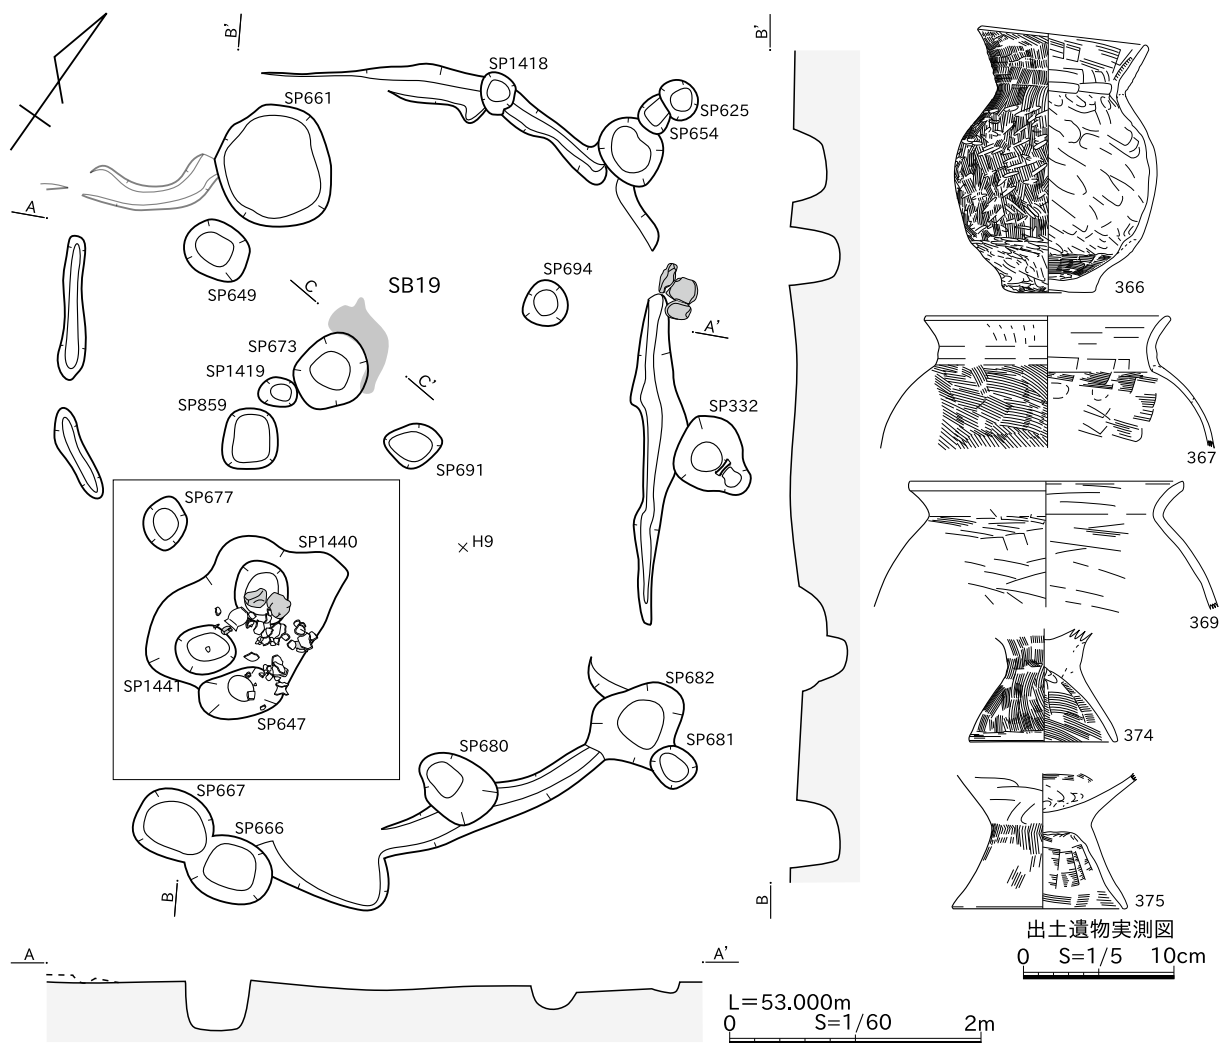 B'
B'
SP1418
SP661
SP625
SP654
A
SP649
C
SB19
SP694
A'
366
SP673
SP1419
C'
SP859
SP332
SP691
367
SP677
SP1440
H9
369
SP1441
SP647
SP682
SP681
374
SP680
SP667
SP666
B
B
375
出土遺物実測図
0 S=1/5 10cm
A
A'
L=53.000m
0 S=1/60 2m